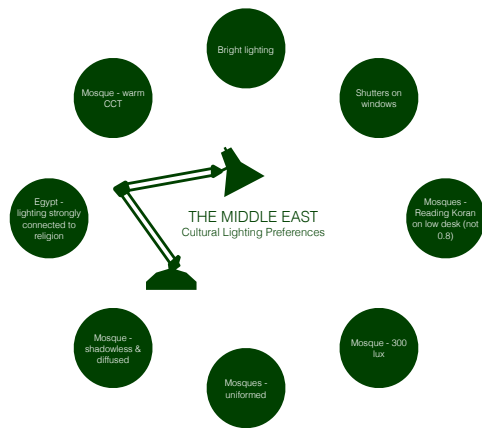 Bright lighting
Mosque - warm
CCT
Shutters on
windows
Egypt -
lighting strongly
connected to
religion
THE MIDDLE EAST
Cultural Lighting Preferences
Mosques -
Reading Koran
on low desk (not
0.8)
Mosque -
shadowless &
diffused
Mosque - 300
lux
Mosques -
uniformed